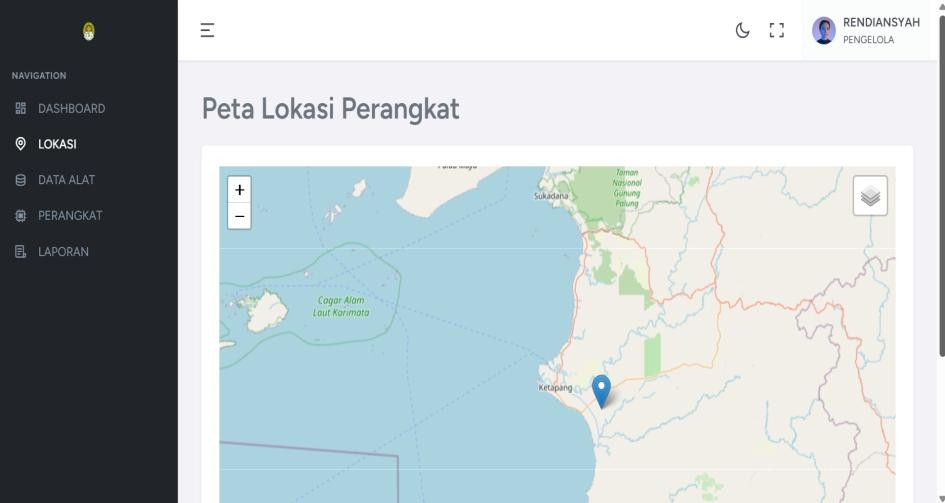 RENDIANSYAH
PENGELOLA
NAVIGATION
DASHBOARD
LOKASI
DATA ALAT
PERANGKAT
LAPORAN
Peta Lokasi Perangkat
+
−
Sukadana
Taman
Nasional
Gunung
Palung
Cagar Alam
Laut Karimata
Ketapang